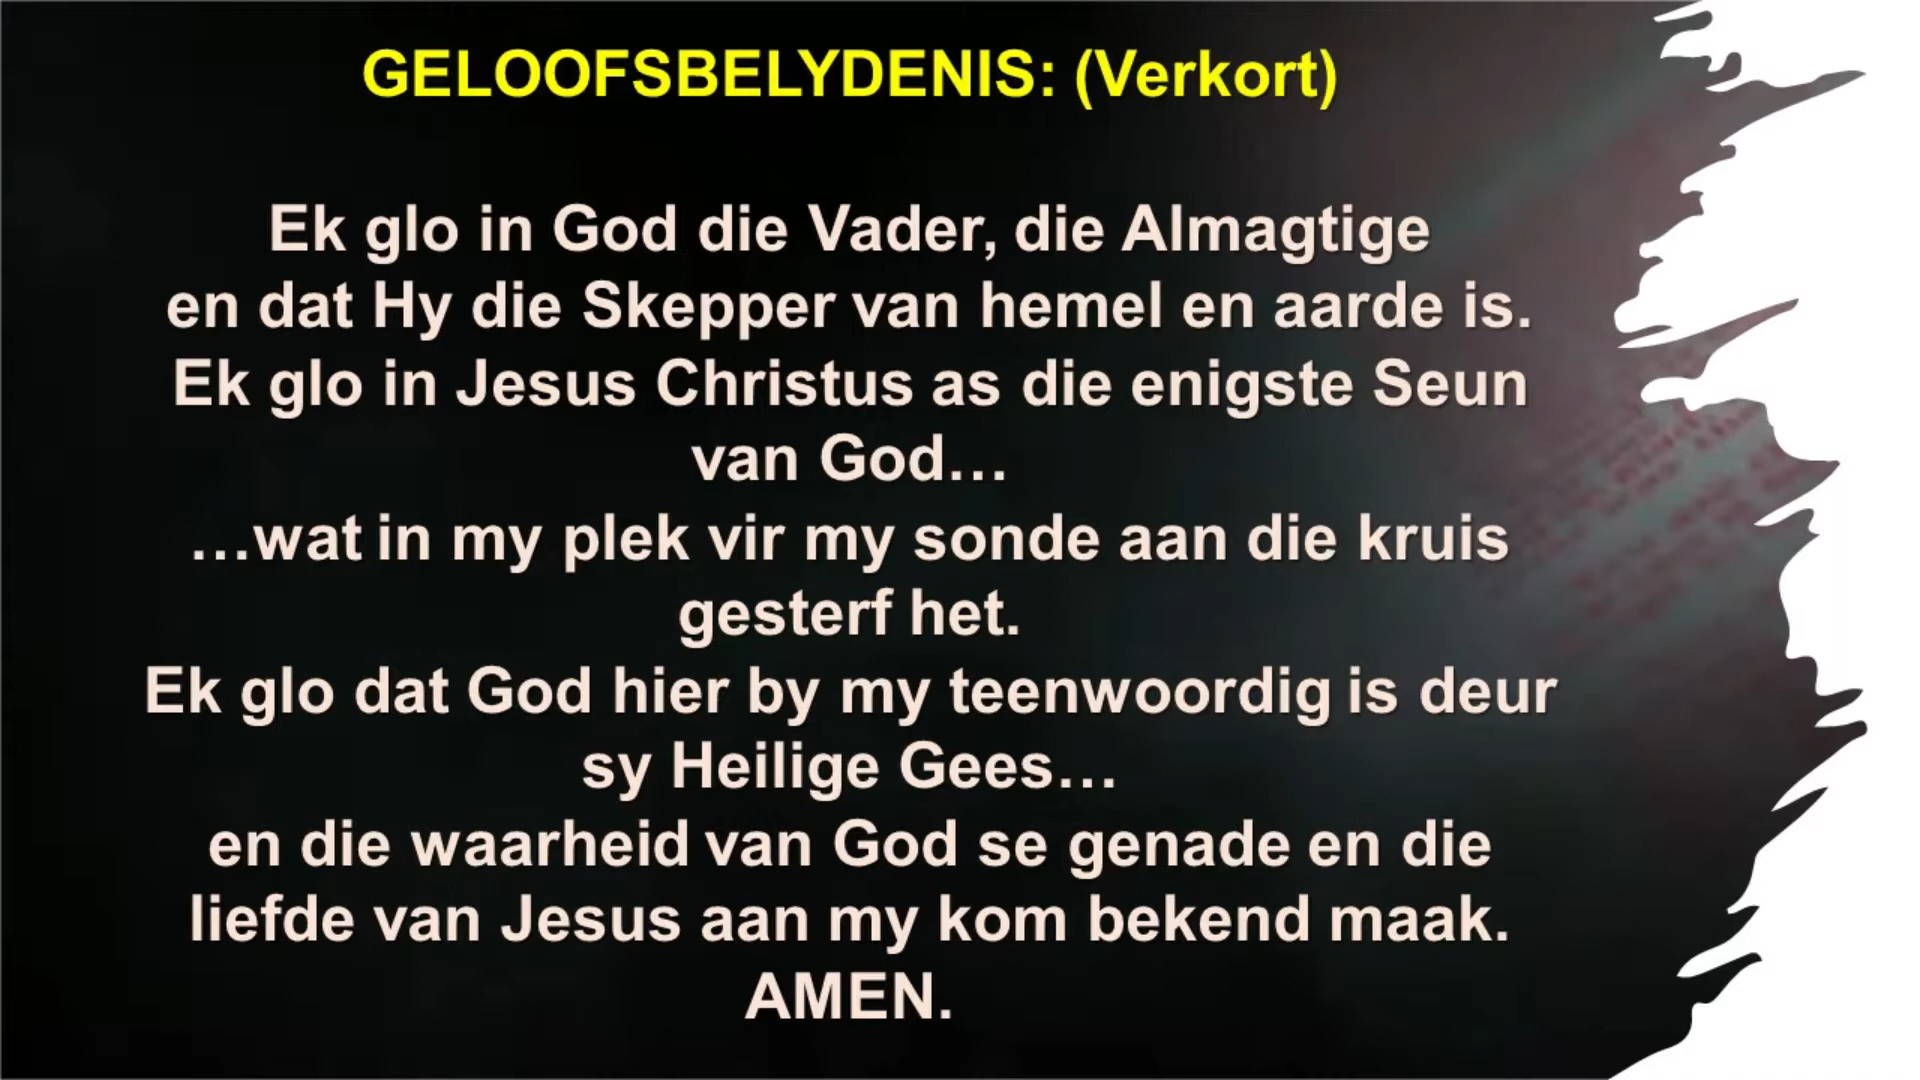 GELOOFSBELYDENIS: (Verkort)
Ek glo in God die Vader, die Almagtige
en dat Hy die Skepper van hemel en aarde is.
Ek glo in Jesus Christus as die enigste Seun
van God…
…wat in my plek vir my sonde aan die kruis
gesterf het.
Ek glo dat God hier by my teenwoordig is deur
sy Heilige Gees…
en die waarheid van God se genade en die
liefde van Jesus aan my kom bekend maak.
AMEN.